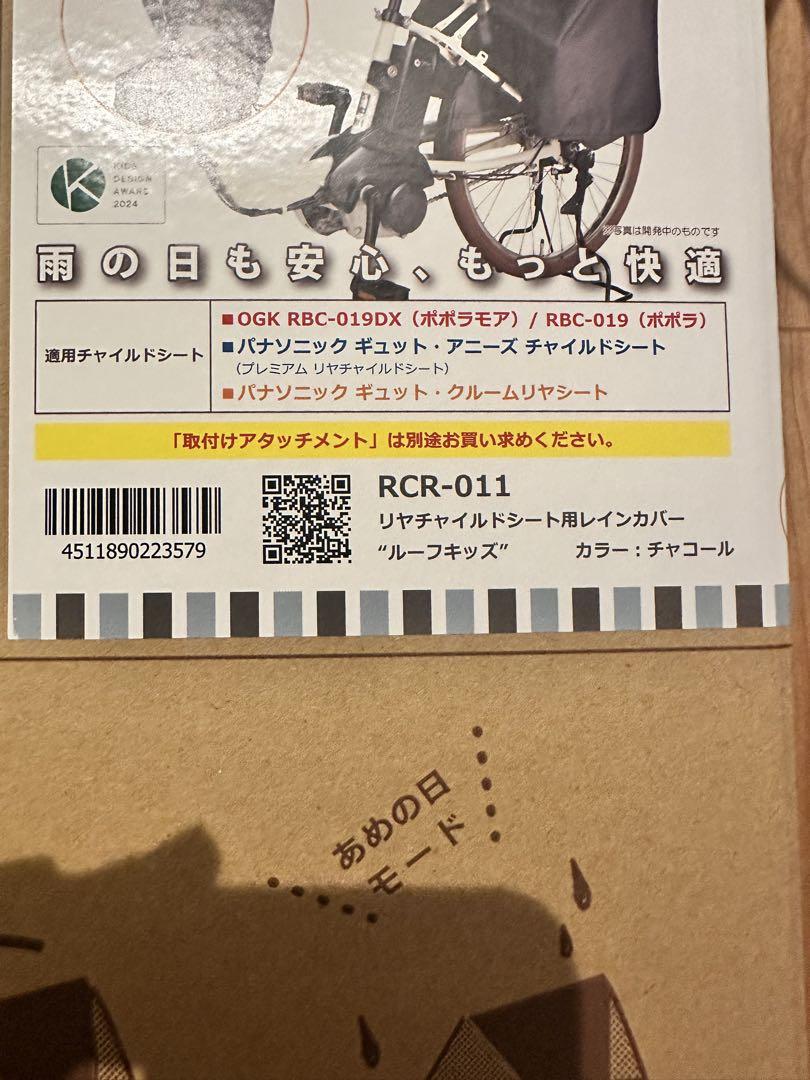 KIDS
DESIGN
AWARD
2024
※写真は開発中のものです
雨の日も安心、もっと快適
適用チャイルドシート
■OGK RBC-019DX（ポポラモア）/ RBC-019（ポポラ）
■パナソニック ギュット・アニーズ チャイルドシート
（プレミアム リヤチャイルドシート）
■パナソニック ギュット・クルームリヤシート
「取付けアタッチメント」は別途お買い求めください。
RCR-011
リヤチャイルドシート用レインカバー
“ルーフキッズ” カラー：チャコール
4511890223579
あめの日
モード